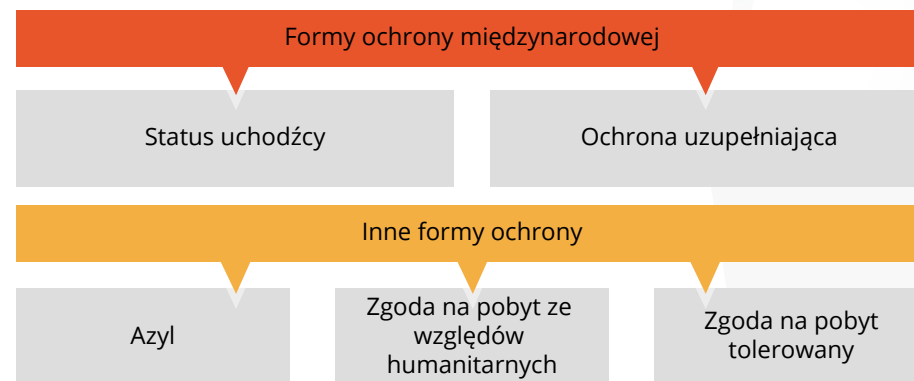 Formy ochrony międzynarodowej
Status uchodźcy
Ochrona uzupełniająca
Inne formy ochrony
Azyl
Zgoda na pobyt ze
względów
humanitarnych
Zgoda na pobyt
tolerowany